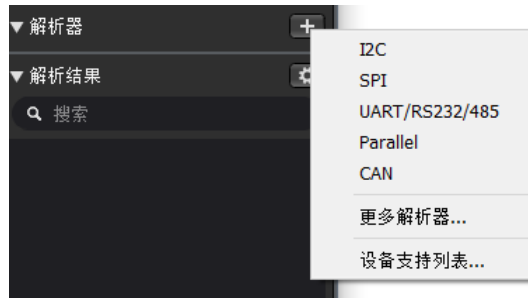 解析器
解析结果
搜索
I2C
SPI
UART/RS232/485
Parallel
CAN
更多解析器...
设备支持列表...